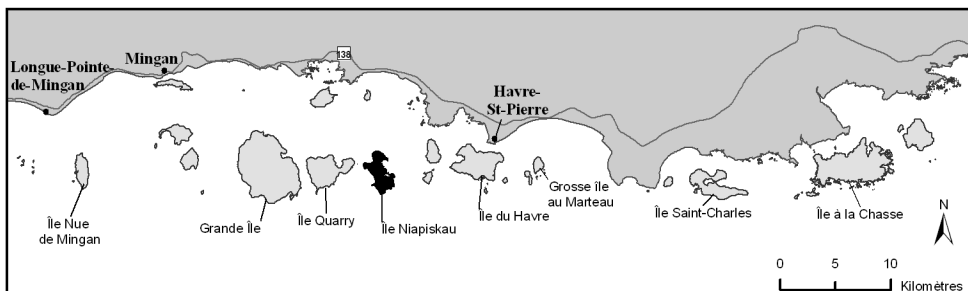 138
Mingan
Longue-Pointe-
de-Mingan
Havre-
St-Pierre
Île Nue
de Mingan
Grande Île
Île Quarry
Île Niapiskau
Île du Havre
Grosse île
au Marteau
Île Saint-Charles
Île à la Chasse
N
0 5 10
Kilomètres